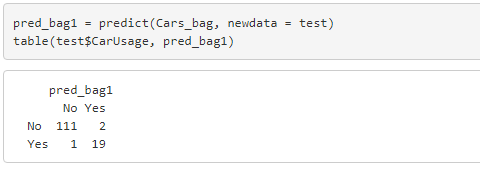 pred_bag1 = predict(Cars_bag, newdata = test)
table(test$CarUsage, pred_bag1)
pred_bag1
No Yes
No 111 2
Yes 1 19